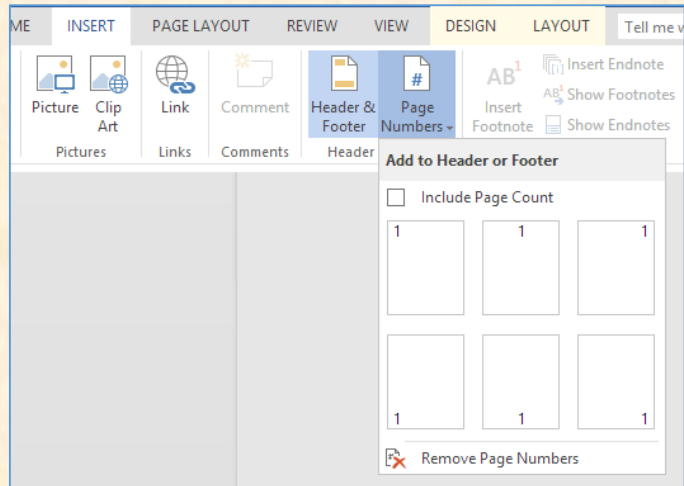 ME INSERT PAGE LAYOUT REVIEW VIEW DESIGN LAYOUT Tell me w
Picture Clip Art Link Comment Header & Footer Page Numbers AB1 Insert Footnote
Insert Endnote
AB1 Show Footnotes
Show Endnotes
Pictures Links Comments Header
#
Add to Header or Footer
Include Page Count
1 1 1
1 1 1
Remove Page Numbers